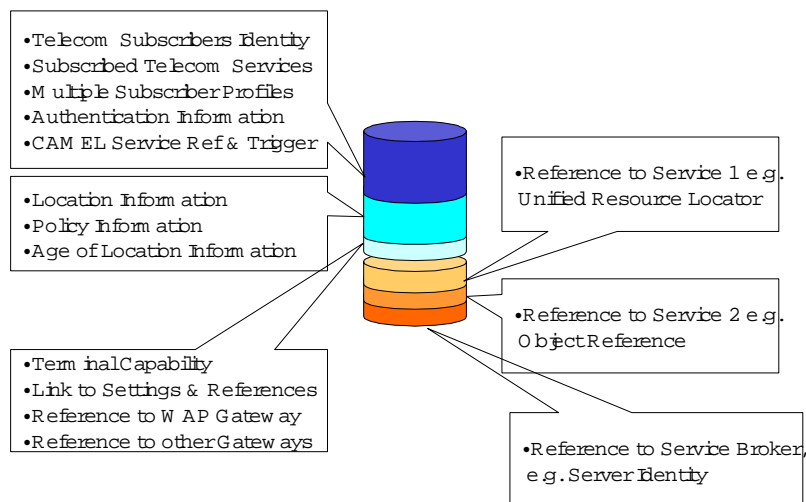 •Telecom Subscribers Identity
•Subscribed Telecom Services
•Multiple Subscriber Profiles
•Authentication Information
•CAMEL Service Ref & Trigger
•Location Information
•Policy Information
•Age of Location Information
•Terminal Capability
•Link to Settings & References
•Reference to WAP Gateway
•Reference to other Gateways
•Reference to Service 1 e.g.
Unified Resource Locator
•Reference to Service 2 e.g.
Object Reference
•Reference to Service Broker,
e.g. Server Identity